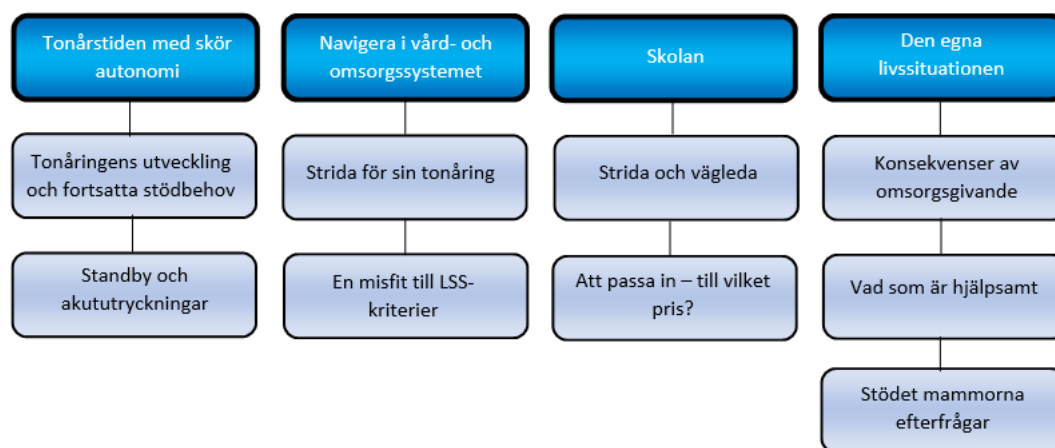 Tonårstiden med skör
autonomi
Navigera i vård- och
omsorgssystemet
Skolan
Den egna
livssituationen
Tonåringens utveckling
och fortsatta stödbehov
Strida för sin tonåring
Strida och vägleda
Konsekvenser av
omsorgsgivande
Standby och
akututryckningar
En misfit till LSS-
kriterier
Att passa in – till vilket
pris?
Vad som är hjälpsamt
Stödet mammorna
efterfrågar